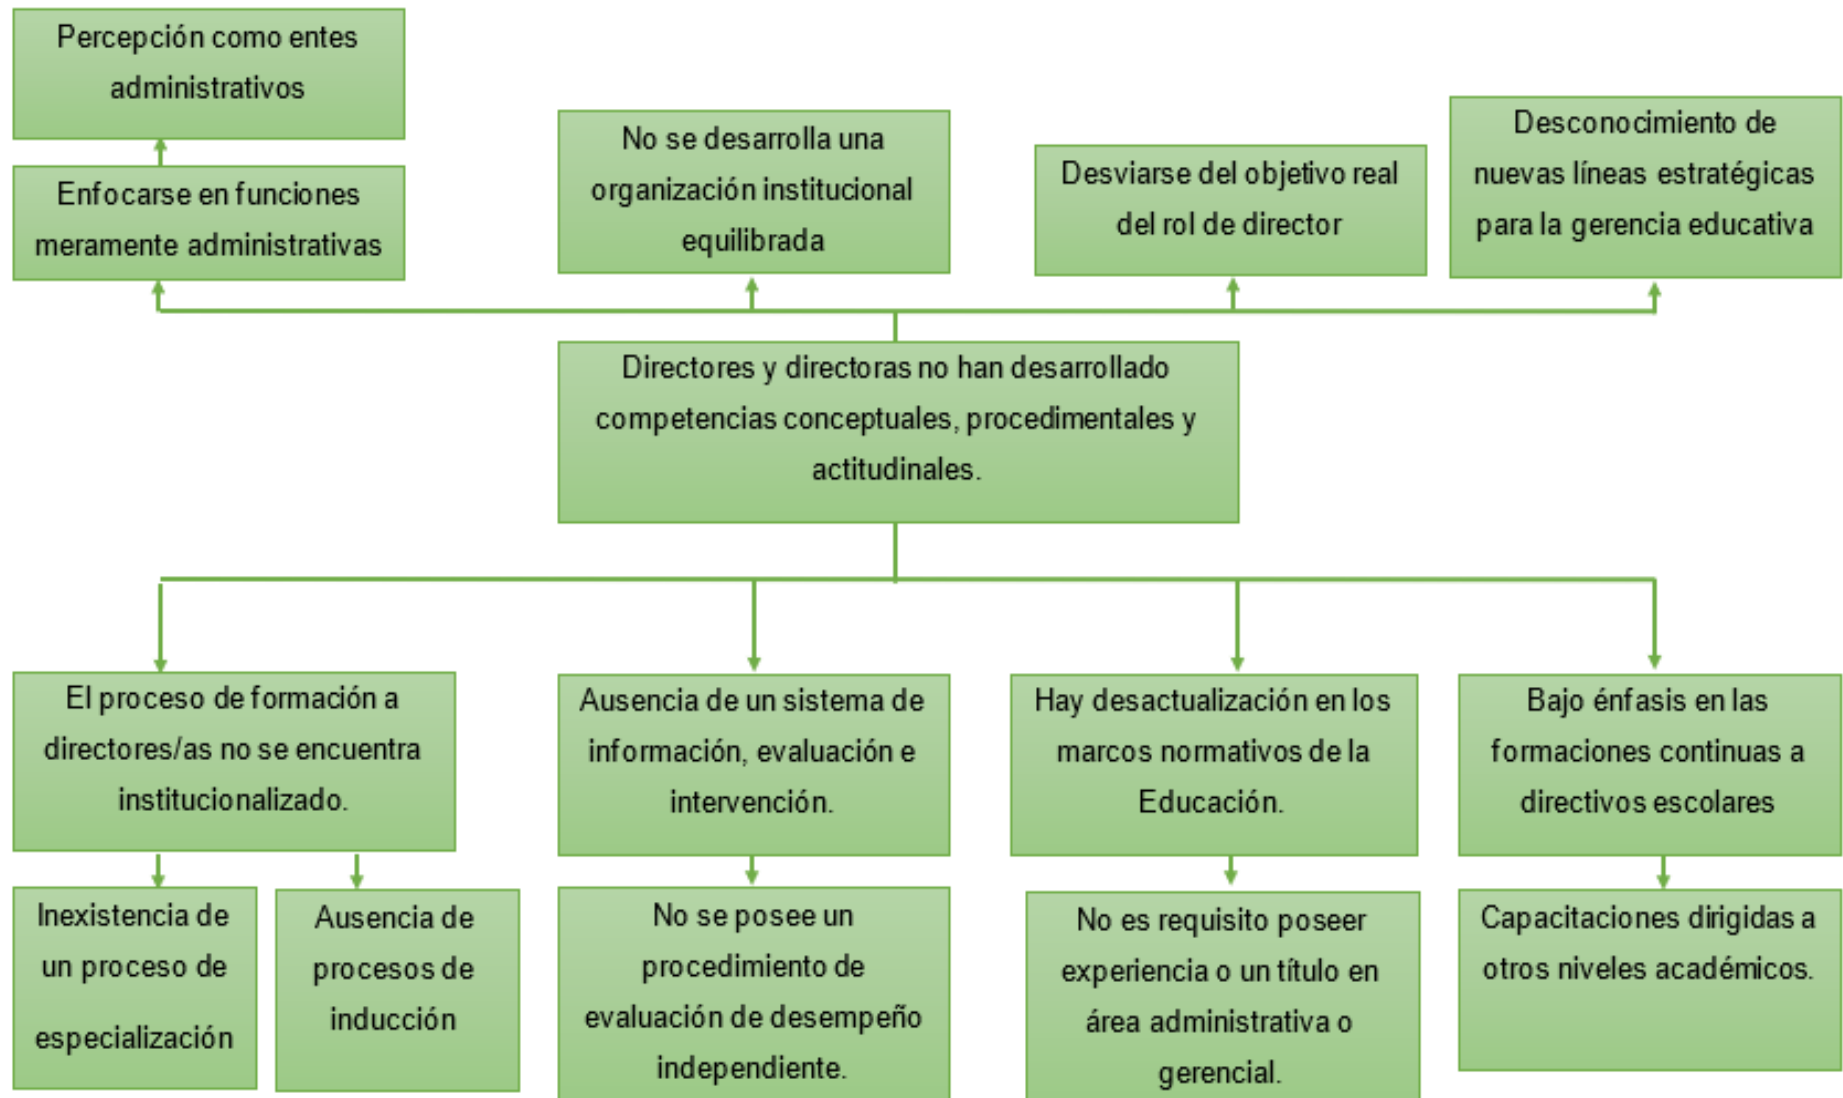 Percepción como entes
administrativos
Enfocarse en funciones
meramente administrativas
No se desarrolla una
organización institucional
equilibrada
Desviarse del objetivo real
del rol de director
Desconocimiento de
nuevas líneas estratégicas
para la gerencia educativa
Directores y directoras no han desarrollado
competencias conceptuales, procedimentales y
actitudinales.
El proceso de formación a
directores/as no se encuentra
institucionalizado.
Ausencia de un sistema de
información, evaluación e
intervención.
Hay desactualización en los
marcos normativos de la
Educación.
Bajo énfasis en las
formaciones continuas a
directivos escolares
Inexistencia de
un proceso de
especialización
Ausencia de
procesos de
inducción
No se posee un
procedimiento de
evaluación de desempeño
independiente.
No es requisito poseer
experiencia o un título en
área administrativa o
gerencial.
Capacitaciones dirigidas a
otros niveles académicos.